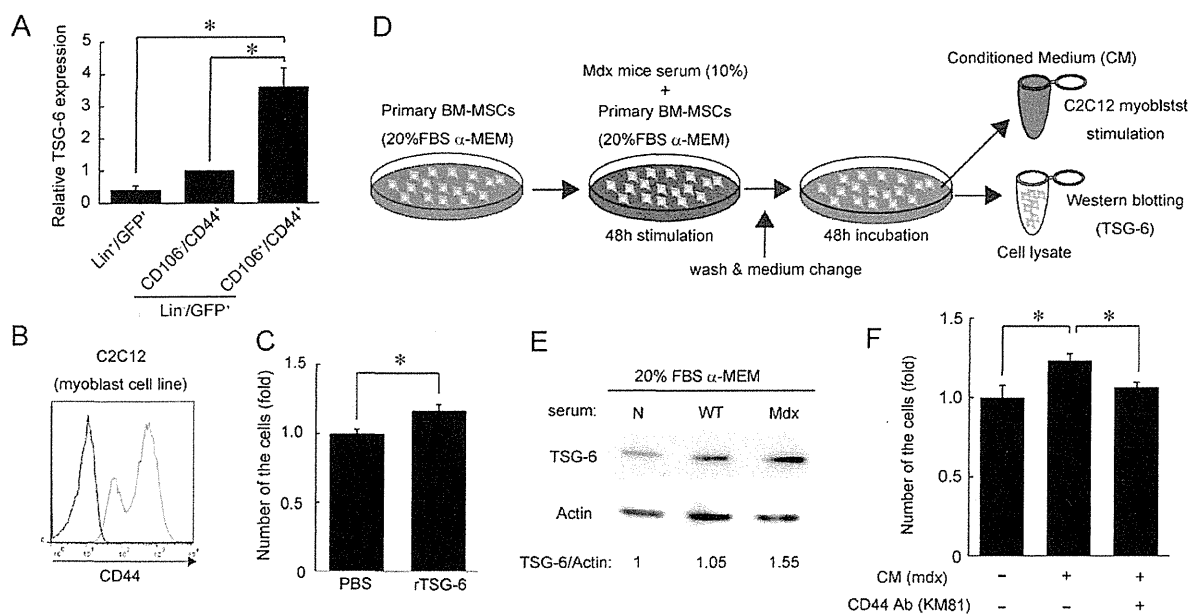 A
Relative TSG-6 expression
5
4
3
2
1
0
*
*
Lin⁻/GFP⁺
CD106⁻/CD44⁺
CD106⁺/CD44⁺
Lin⁻/GFP⁺
D
Primary BM-MSCs
(20%FBS α-MEM)
Mdx mice serum (10%)
+
Primary BM-MSCs
(20%FBS α-MEM)
48h stimulation
wash & medium change
48h incubation
Conditioned Medium (CM)
C2C12 myoblstst
stimulation
Western blotting
(TSG-6)
Cell lysate
B
C2C12
(myoblast cell line)
CD44
C
Number of the cells (fold)
1.5
1.0
0.5
0
*
PBS
rTSG-6
E
20% FBS α-MEM
serum: N WT Mdx
TSG-6
Actin
TSG-6/Actin: 1 1.05 1.55
F
Number of the cells (fold)
1.5
1.0
0.5
0
*
*
CM (mdx) − + +
CD44 Ab (KM81) − − +